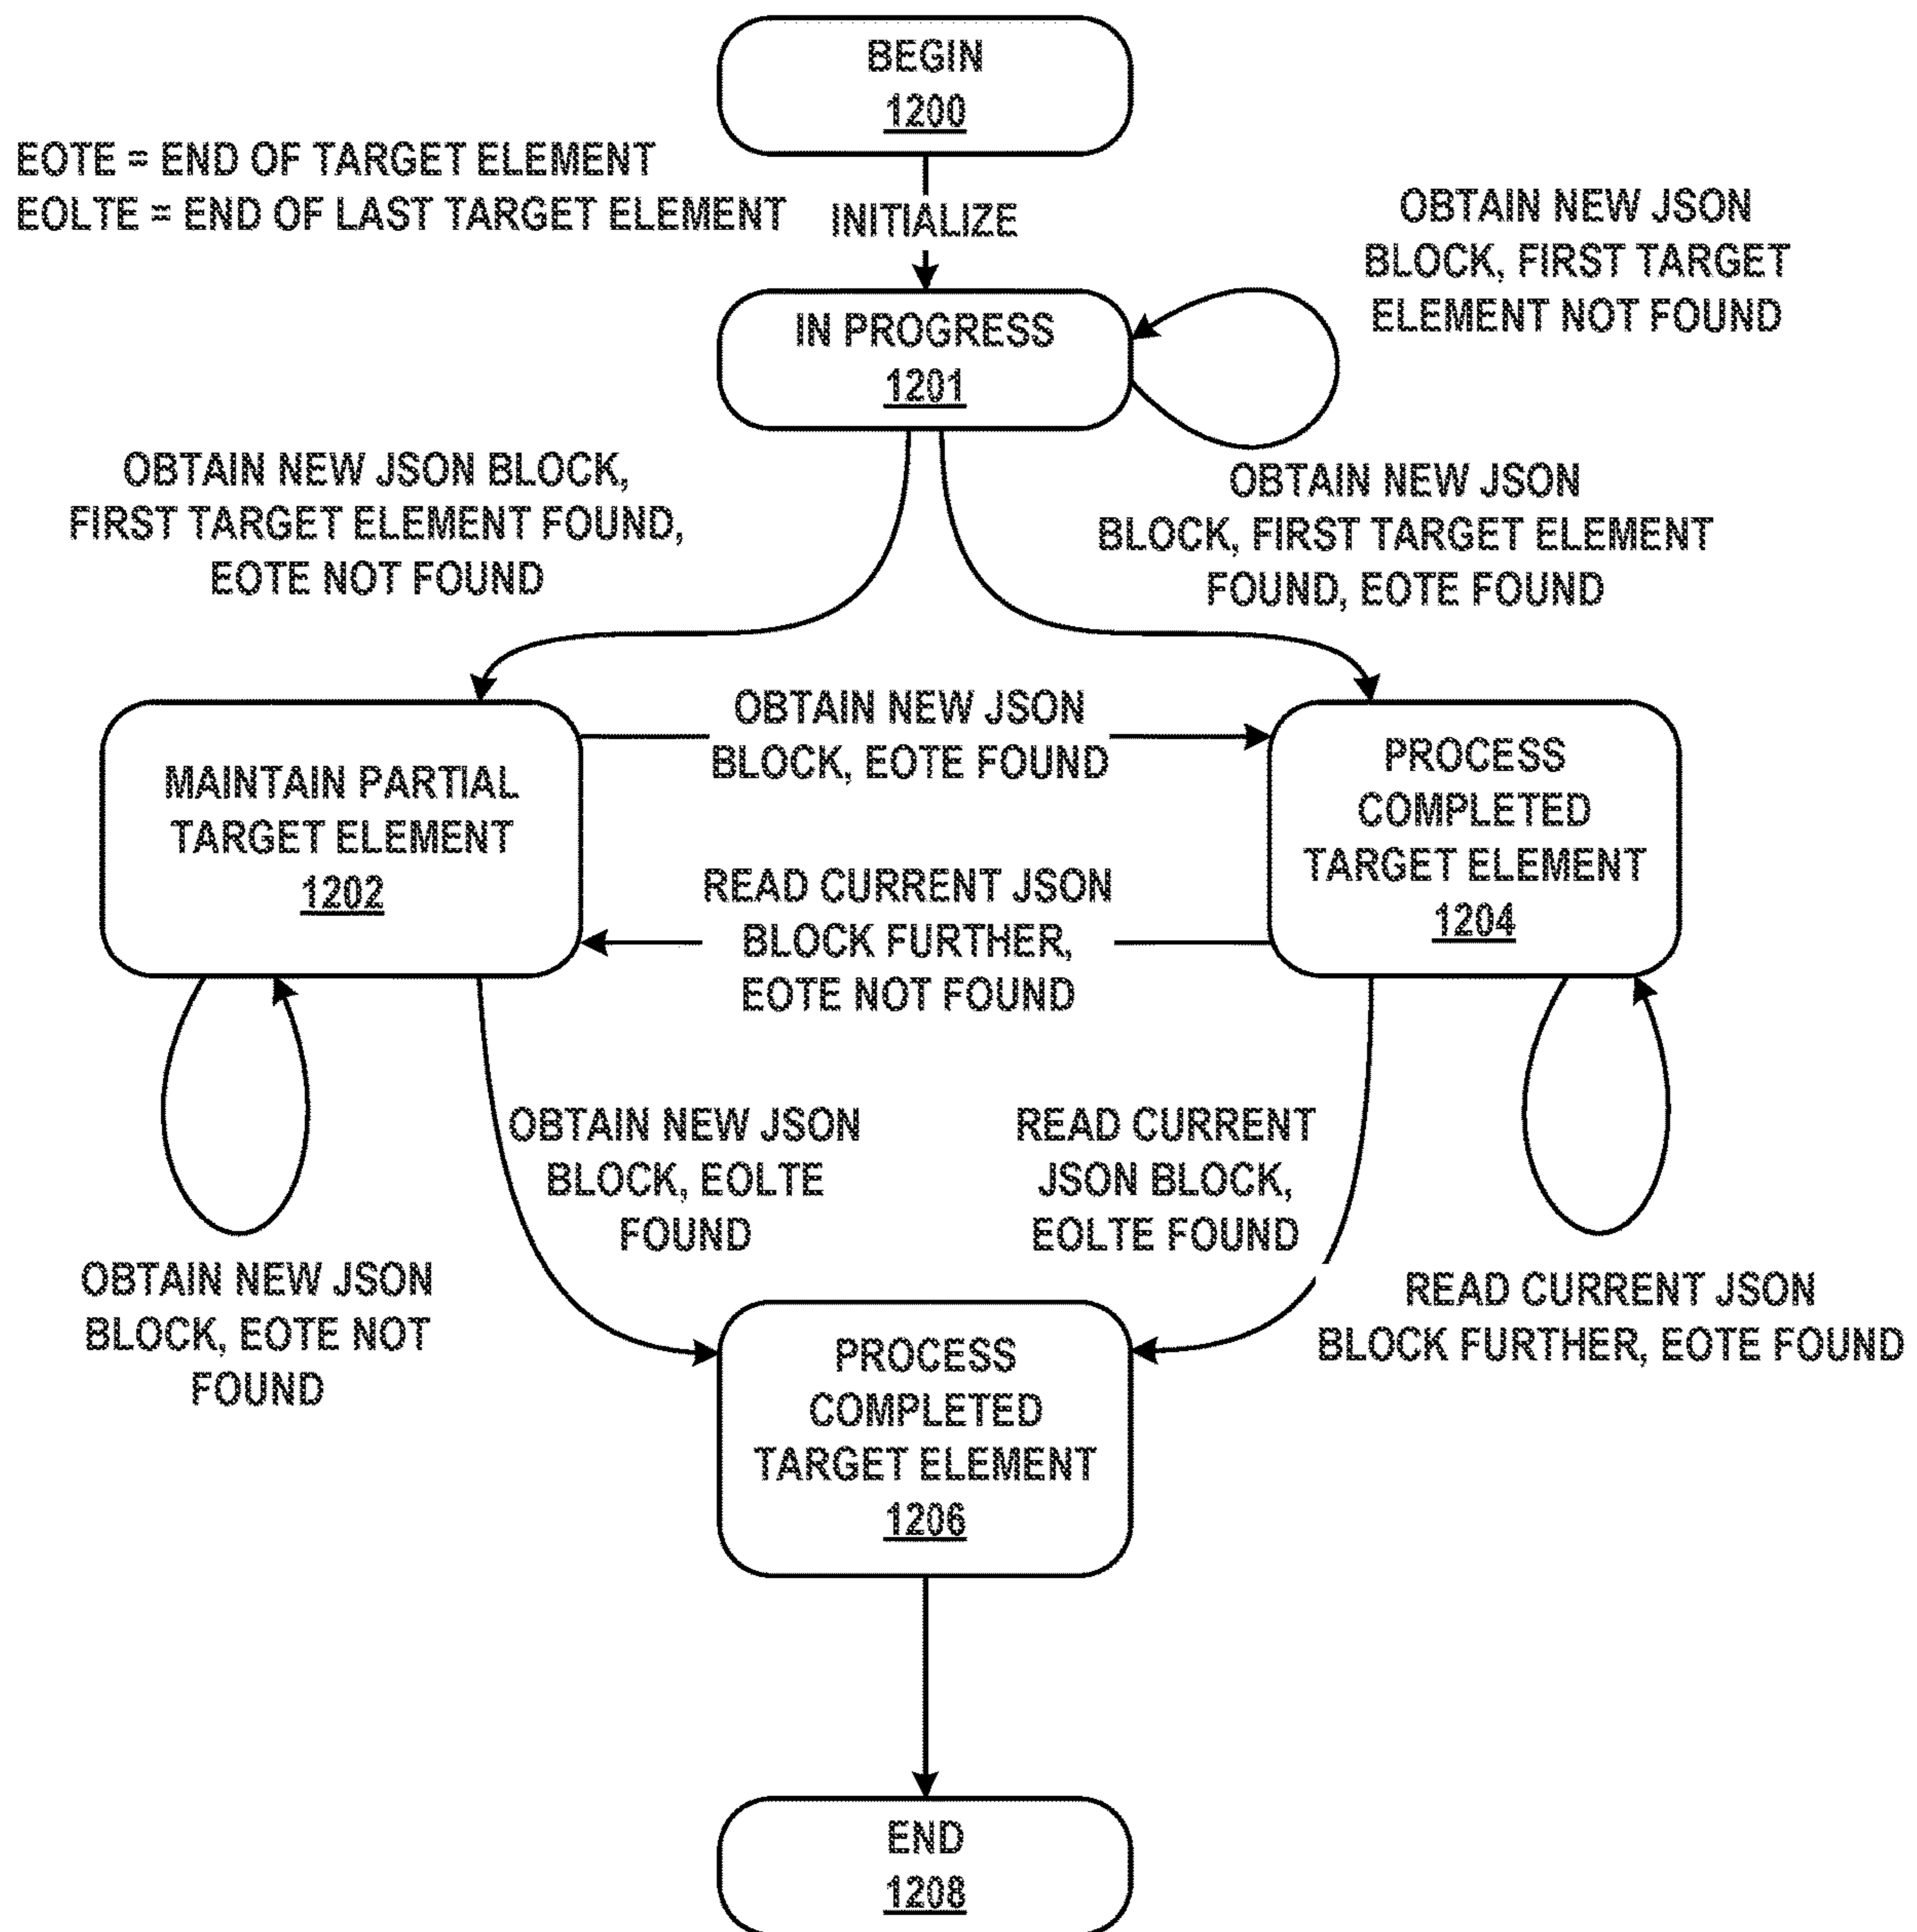 BEGIN
1200
EOTE = END OF TARGET ELEMENT
EOLTE = END OF LAST TARGET ELEMENT
INITIALIZE
OBTAIN NEW JSON
BLOCK, FIRST TARGET
ELEMENT NOT FOUND
IN PROGRESS
1201
OBTAIN NEW JSON BLOCK,
FIRST TARGET ELEMENT FOUND,
EOTE NOT FOUND
OBTAIN NEW JSON
BLOCK, FIRST TARGET ELEMENT
FOUND, EOTE FOUND
MAINTAIN PARTIAL
TARGET ELEMENT
1202
OBTAIN NEW JSON
BLOCK, EOTE FOUND
READ CURRENT JSON
BLOCK FURTHER,
EOTE NOT FOUND
PROCESS
COMPLETED
TARGET ELEMENT
1204
OBTAIN NEW JSON
BLOCK, EOTE NOT
FOUND
OBTAIN NEW JSON
BLOCK, EOLTE
FOUND
READ CURRENT
JSON BLOCK,
EOLTE FOUND
READ CURRENT JSON
BLOCK FURTHER, EOTE FOUND
PROCESS
COMPLETED
TARGET ELEMENT
1206
END
1208